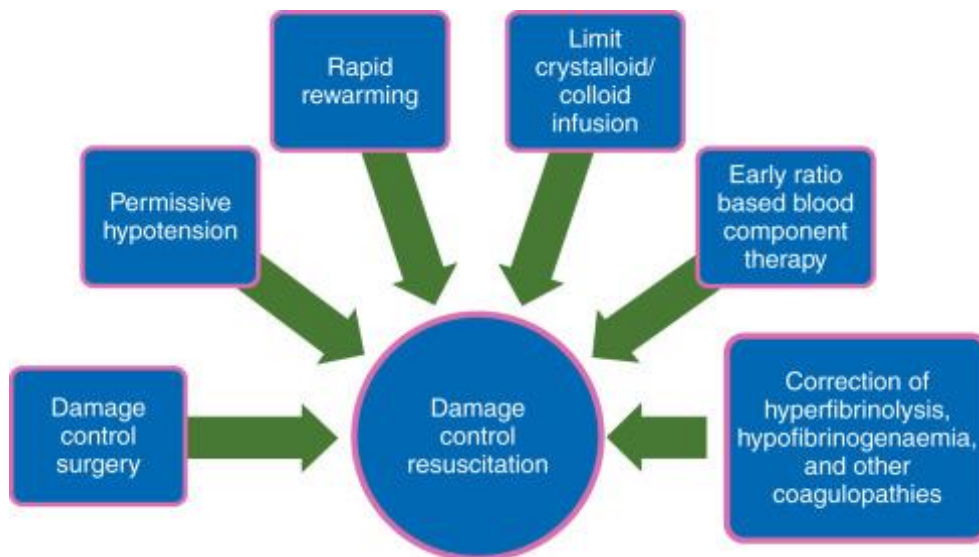 Damage
control
surgery
Permissive
hypotension
Rapid
rewarming
Limit
crystalloid/
colloid
infusion
Early ratio
based blood
component
therapy
Correction of
hyperfibrinolysis,
hypofibrinogenaemia,
and other
coagulopathies
Damage
control
resuscitation